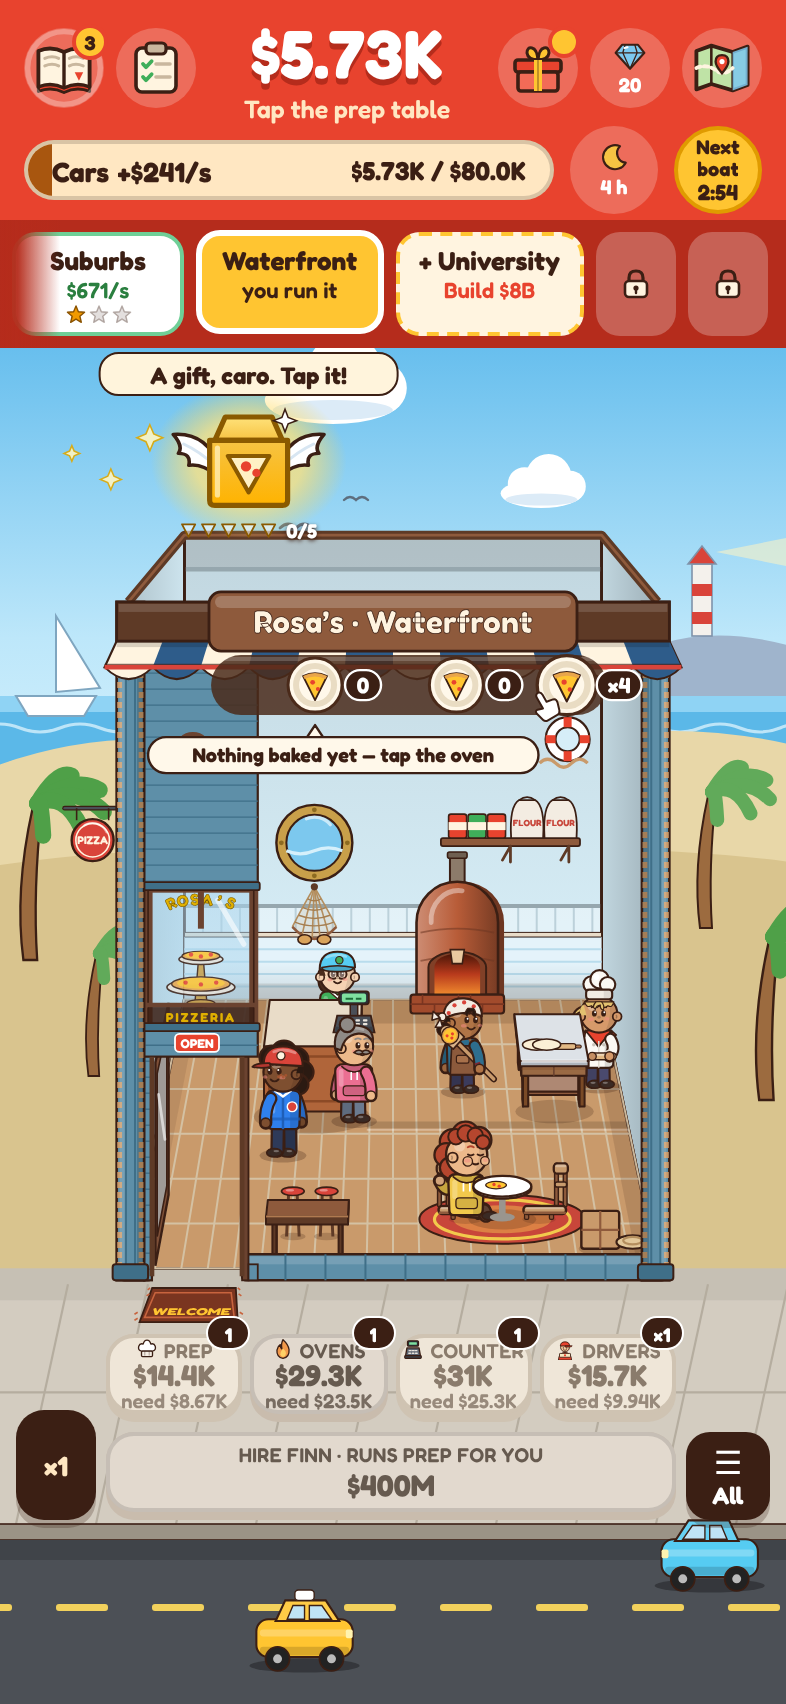 3
$5.73K
Tap the prep table
20
Cars +$241/s
$5.73K / $80.0K
4 h
Next
boat
2:54
Suburbs
$671/s
Waterfront
you run it
+ University
Build $8B
A gift, caro. Tap it!
0/5
Rosa's · Waterfront
0
0
x4
Nothing baked yet – tap the oven
FLOUR
FLOUR
PIZZA
ROSA'S
PIZZERIA
OPEN
WELCOME
1
1
1
x1
PREP
OVENS
COUNTER
DRIVERS
$14.4K
$29.3K
$31K
$15.7K
need $8.67K
need $23.5K
need $25.3K
need $9.94K
x1
HIRE FINN · RUNS PREP FOR YOU
$400M
All